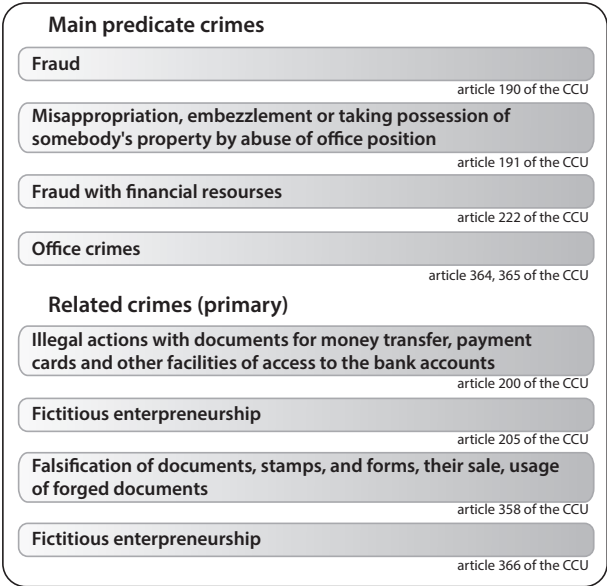 Main predicate crimes
Fraud
article 190 of the CCU
Misappropriation, embezzlement or taking possession of
somebody's property by abuse of office position
article 191 of the CCU
Fraud with financial resourses
article 222 of the CCU
Office crimes
article 364, 365 of the CCU
Related crimes (primary)
Illegal actions with documents for money transfer, payment
cards and other facilities of access to the bank accounts
article 200 of the CCU
Fictitious enterpreneurship
article 205 of the CCU
Falsification of documents, stamps, and forms, their sale, usage
of forged documents
article 358 of the CCU
Fictitious enterpreneurship
article 366 of the CCU